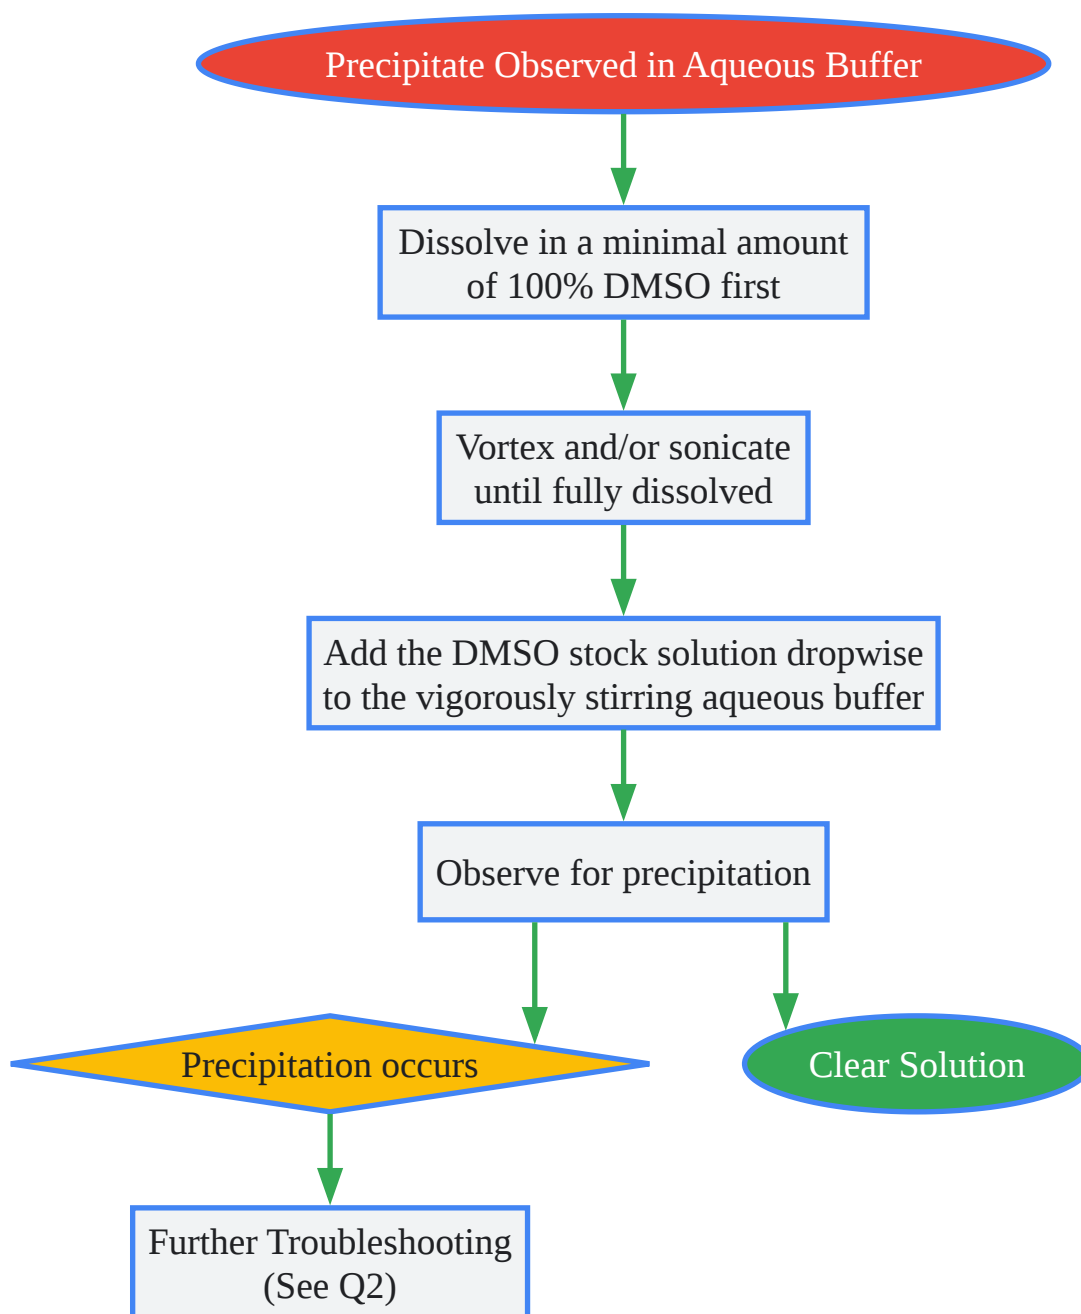 Precipitate Observed in Aqueous Buffer
Dissolve in a minimal amount
of 100% DMSO first
Vortex and/or sonicate
until fully dissolved
Add the DMSO stock solution dropwise
to the vigorously stirring aqueous buffer
Observe for precipitation
Precipitation occurs
Clear Solution
Further Troubleshooting
(See Q2)